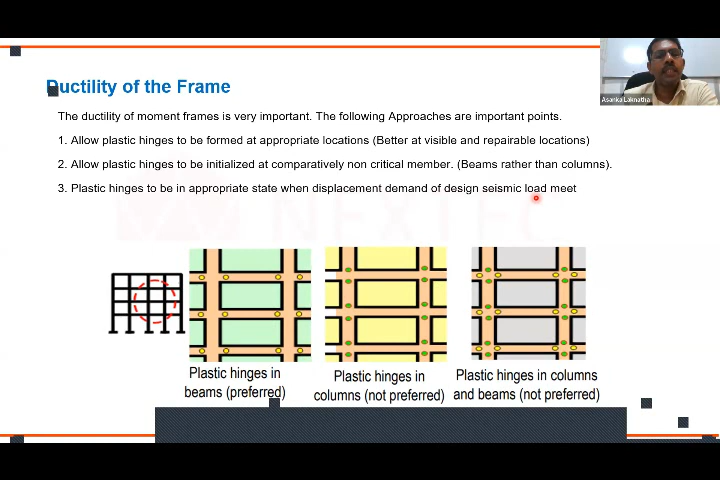 Ductility of the Frame
The ductility of moment frames is very important. The following Approaches are important points.
1. Allow plastic hinges to be formed at appropriate locations (Better at visible and repairable locations)
2. Allow plastic hinges to be initialized at comparatively non critical member. (Beams rather than columns).
3. Plastic hinges to be in appropriate state when displacement demand of design seismic load meet
Asanka Laknatha
NEXTEC
Plastic hinges in
beams (preferred)
Plastic hinges in
columns (not preferred)
Plastic hinges in columns
and beams (not preferred)